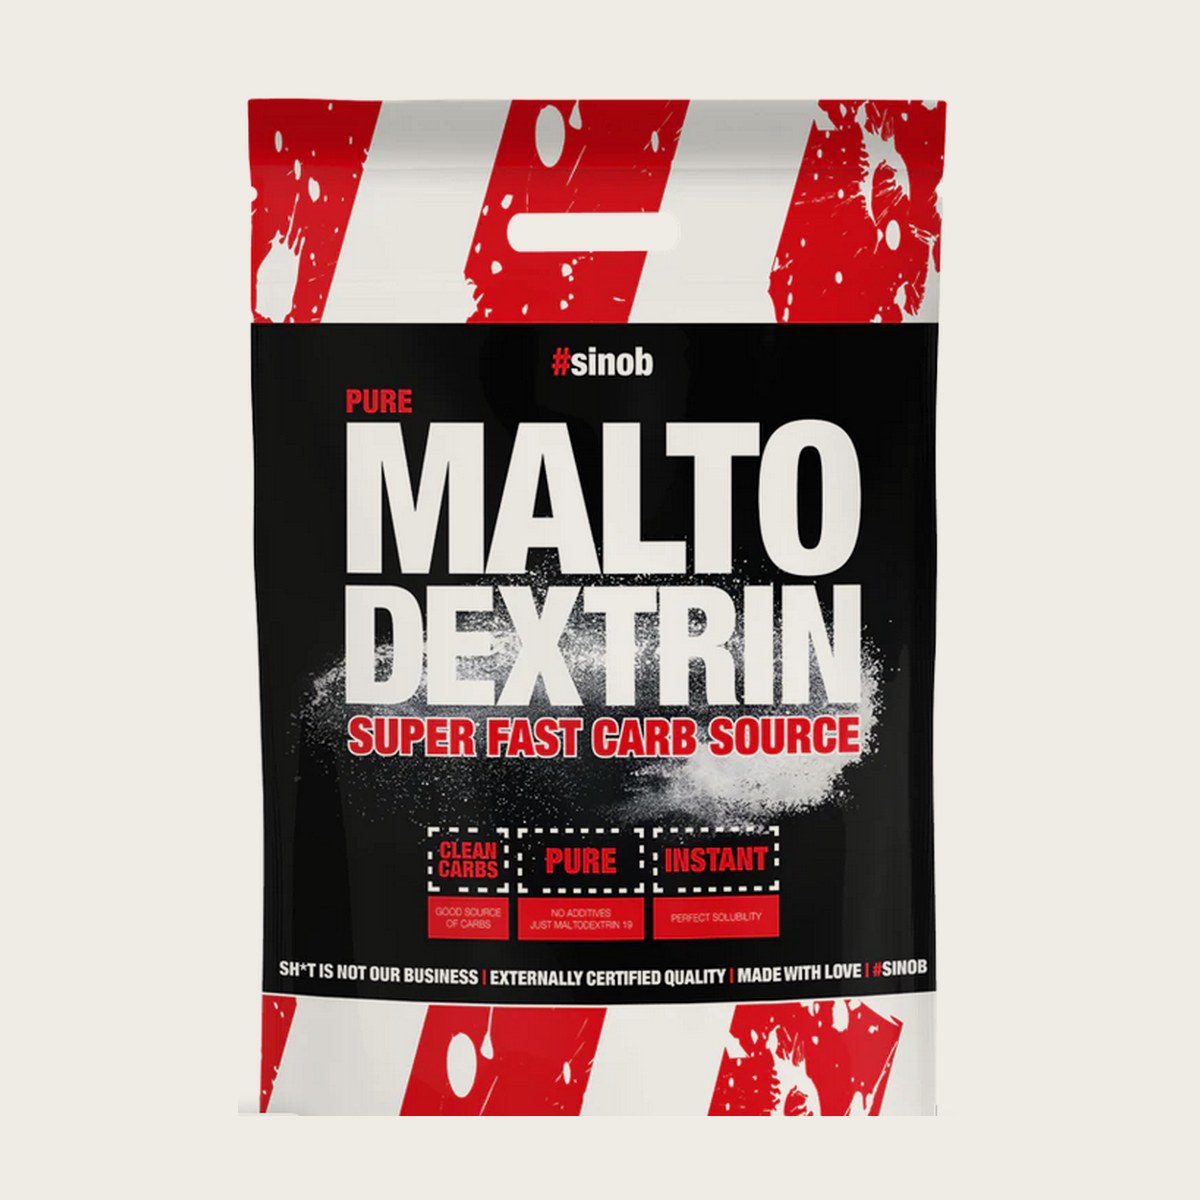 #sinob
PURE
MALTO
DEXTRIN
SUPER FAST CARB SOURCE
CLEAN
CARBS
GOOD SOURCE
OF CARBS
PURE
NO ADDITIVES
JUST MALTODEXTRIN 19
INSTANT
PERFECT SOLUBILITY
SH*T IS NOT OUR BUSINESS | EXTERNALLY CERTIFIED QUALITY | MADE WITH LOVE | #SINOB